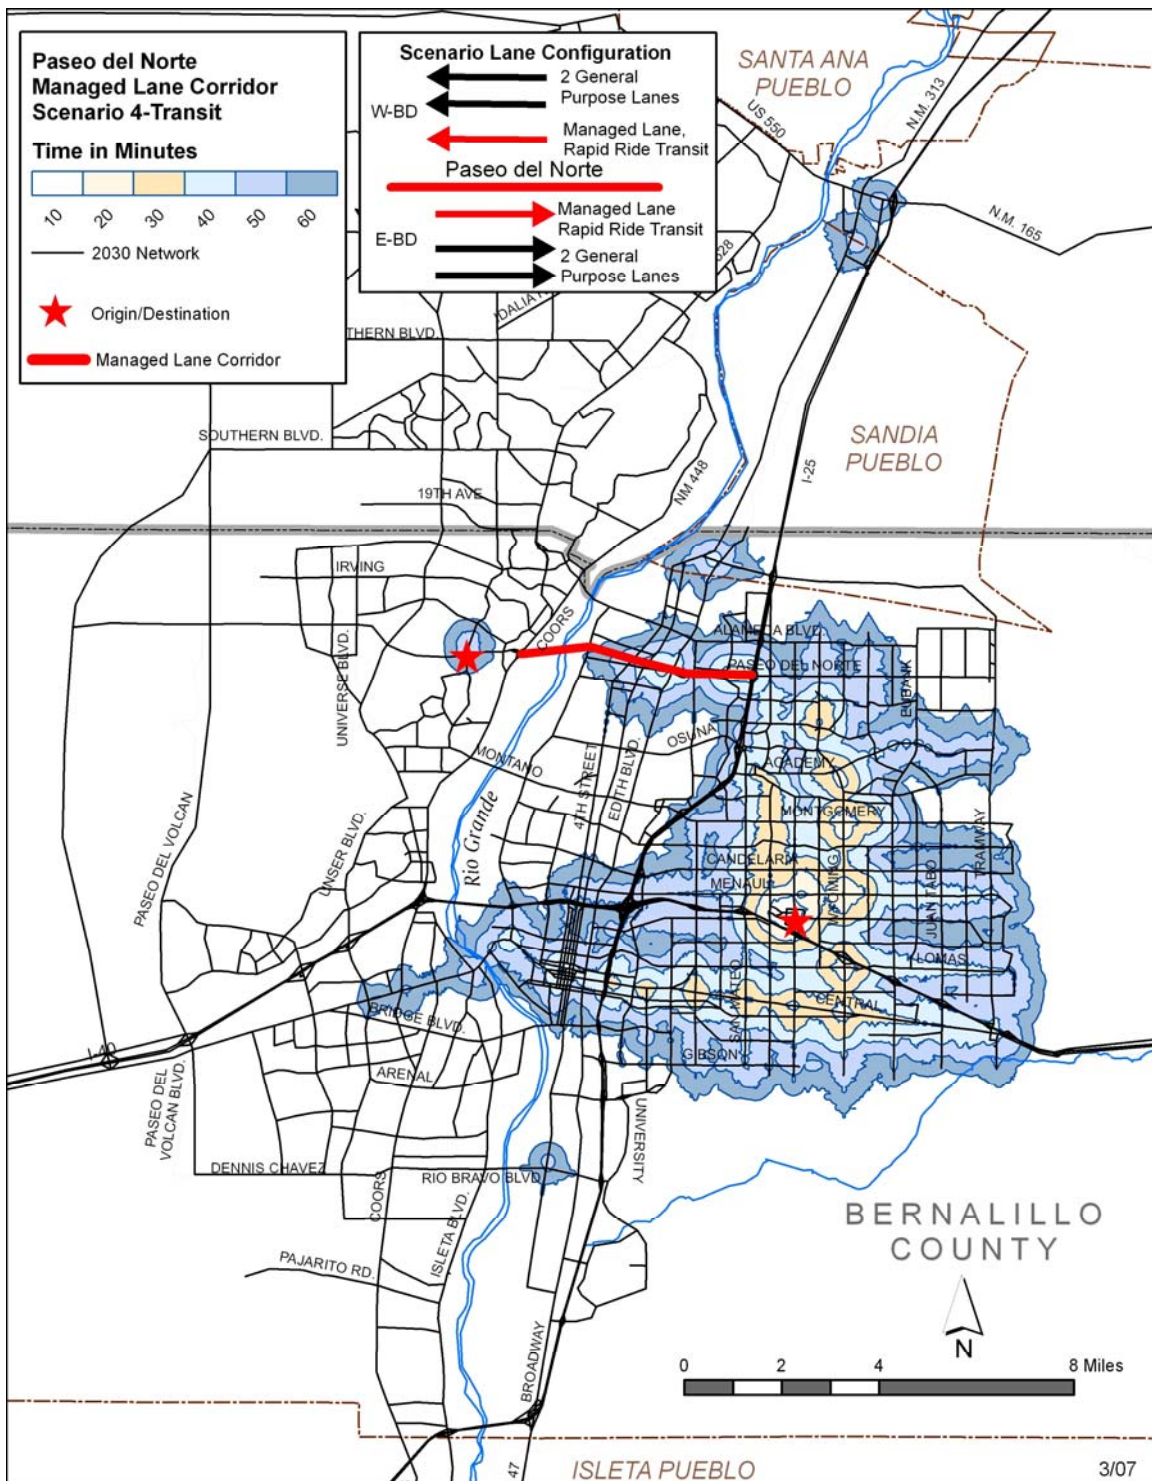 Paseo del Norte
Managed Lane Corridor
Scenario 4-Transit
Time in Minutes
10
20
30
40
50
60
2030 Network
Origin/Destination
Managed Lane Corridor
Scenario Lane Configuration
2 General
Purpose Lanes
W-BD
Managed Lane,
Rapid Ride Transit
Paseo del Norte
Managed Lane
Rapid Ride Transit
E-BD
2 General
Purpose Lanes
SANTA ANA
PUEBLO
US 550
N.M. 313
N.M. 165
528
IDALIA
THERN BLVD.
SOUTHERN BLVD.
SANDIA
PUEBLO
I-25
NM 448
19TH AVE
IRVING
COORS
ALAMEDA BLVD.
PASEO DEL NORTE
EUBANK
UNIVERSE BLVD.
OSUNA
MONTANO
ACADEMY
4TH STREET
EDITH BLVD.
MONTGOMERY
Rio Grande
PASEO DEL VOLCAN
UNSER BLVD.
CANDELARIA
MENAUL
WYOMING
JUAN TABO
TRAMWAY
LOMAS
SAN MATEO
CENTRAL
BRIDGE BLVD.
I-40
GIBSON
ARENAL
PASEO DEL
VOLCAN BLVD.
UNIVERSITY
DENNIS CHAVEZ
RIO BRAVO BLVD.
COORS
ISLETA BLVD.
BERNALILLO
COUNTY
PAJARITO RD.
N
BROADWAY
0 2 4 8 Miles
47
ISLETA PUEBLO
3/07